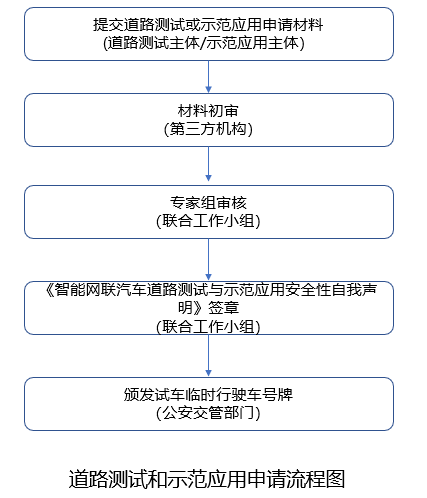 提交道路测试或示范应用申请材料
(道路测试主体/示范应用主体)
材料初审
(第三方机构)
专家组审核
(联合工作小组)
《智能网联汽车道路测试与示范应用安全性自我声
明》签章
(联合工作小组)
颁发试车临时行驶车号牌
(公安交管部门)
道路测试和示范应用申请流程图